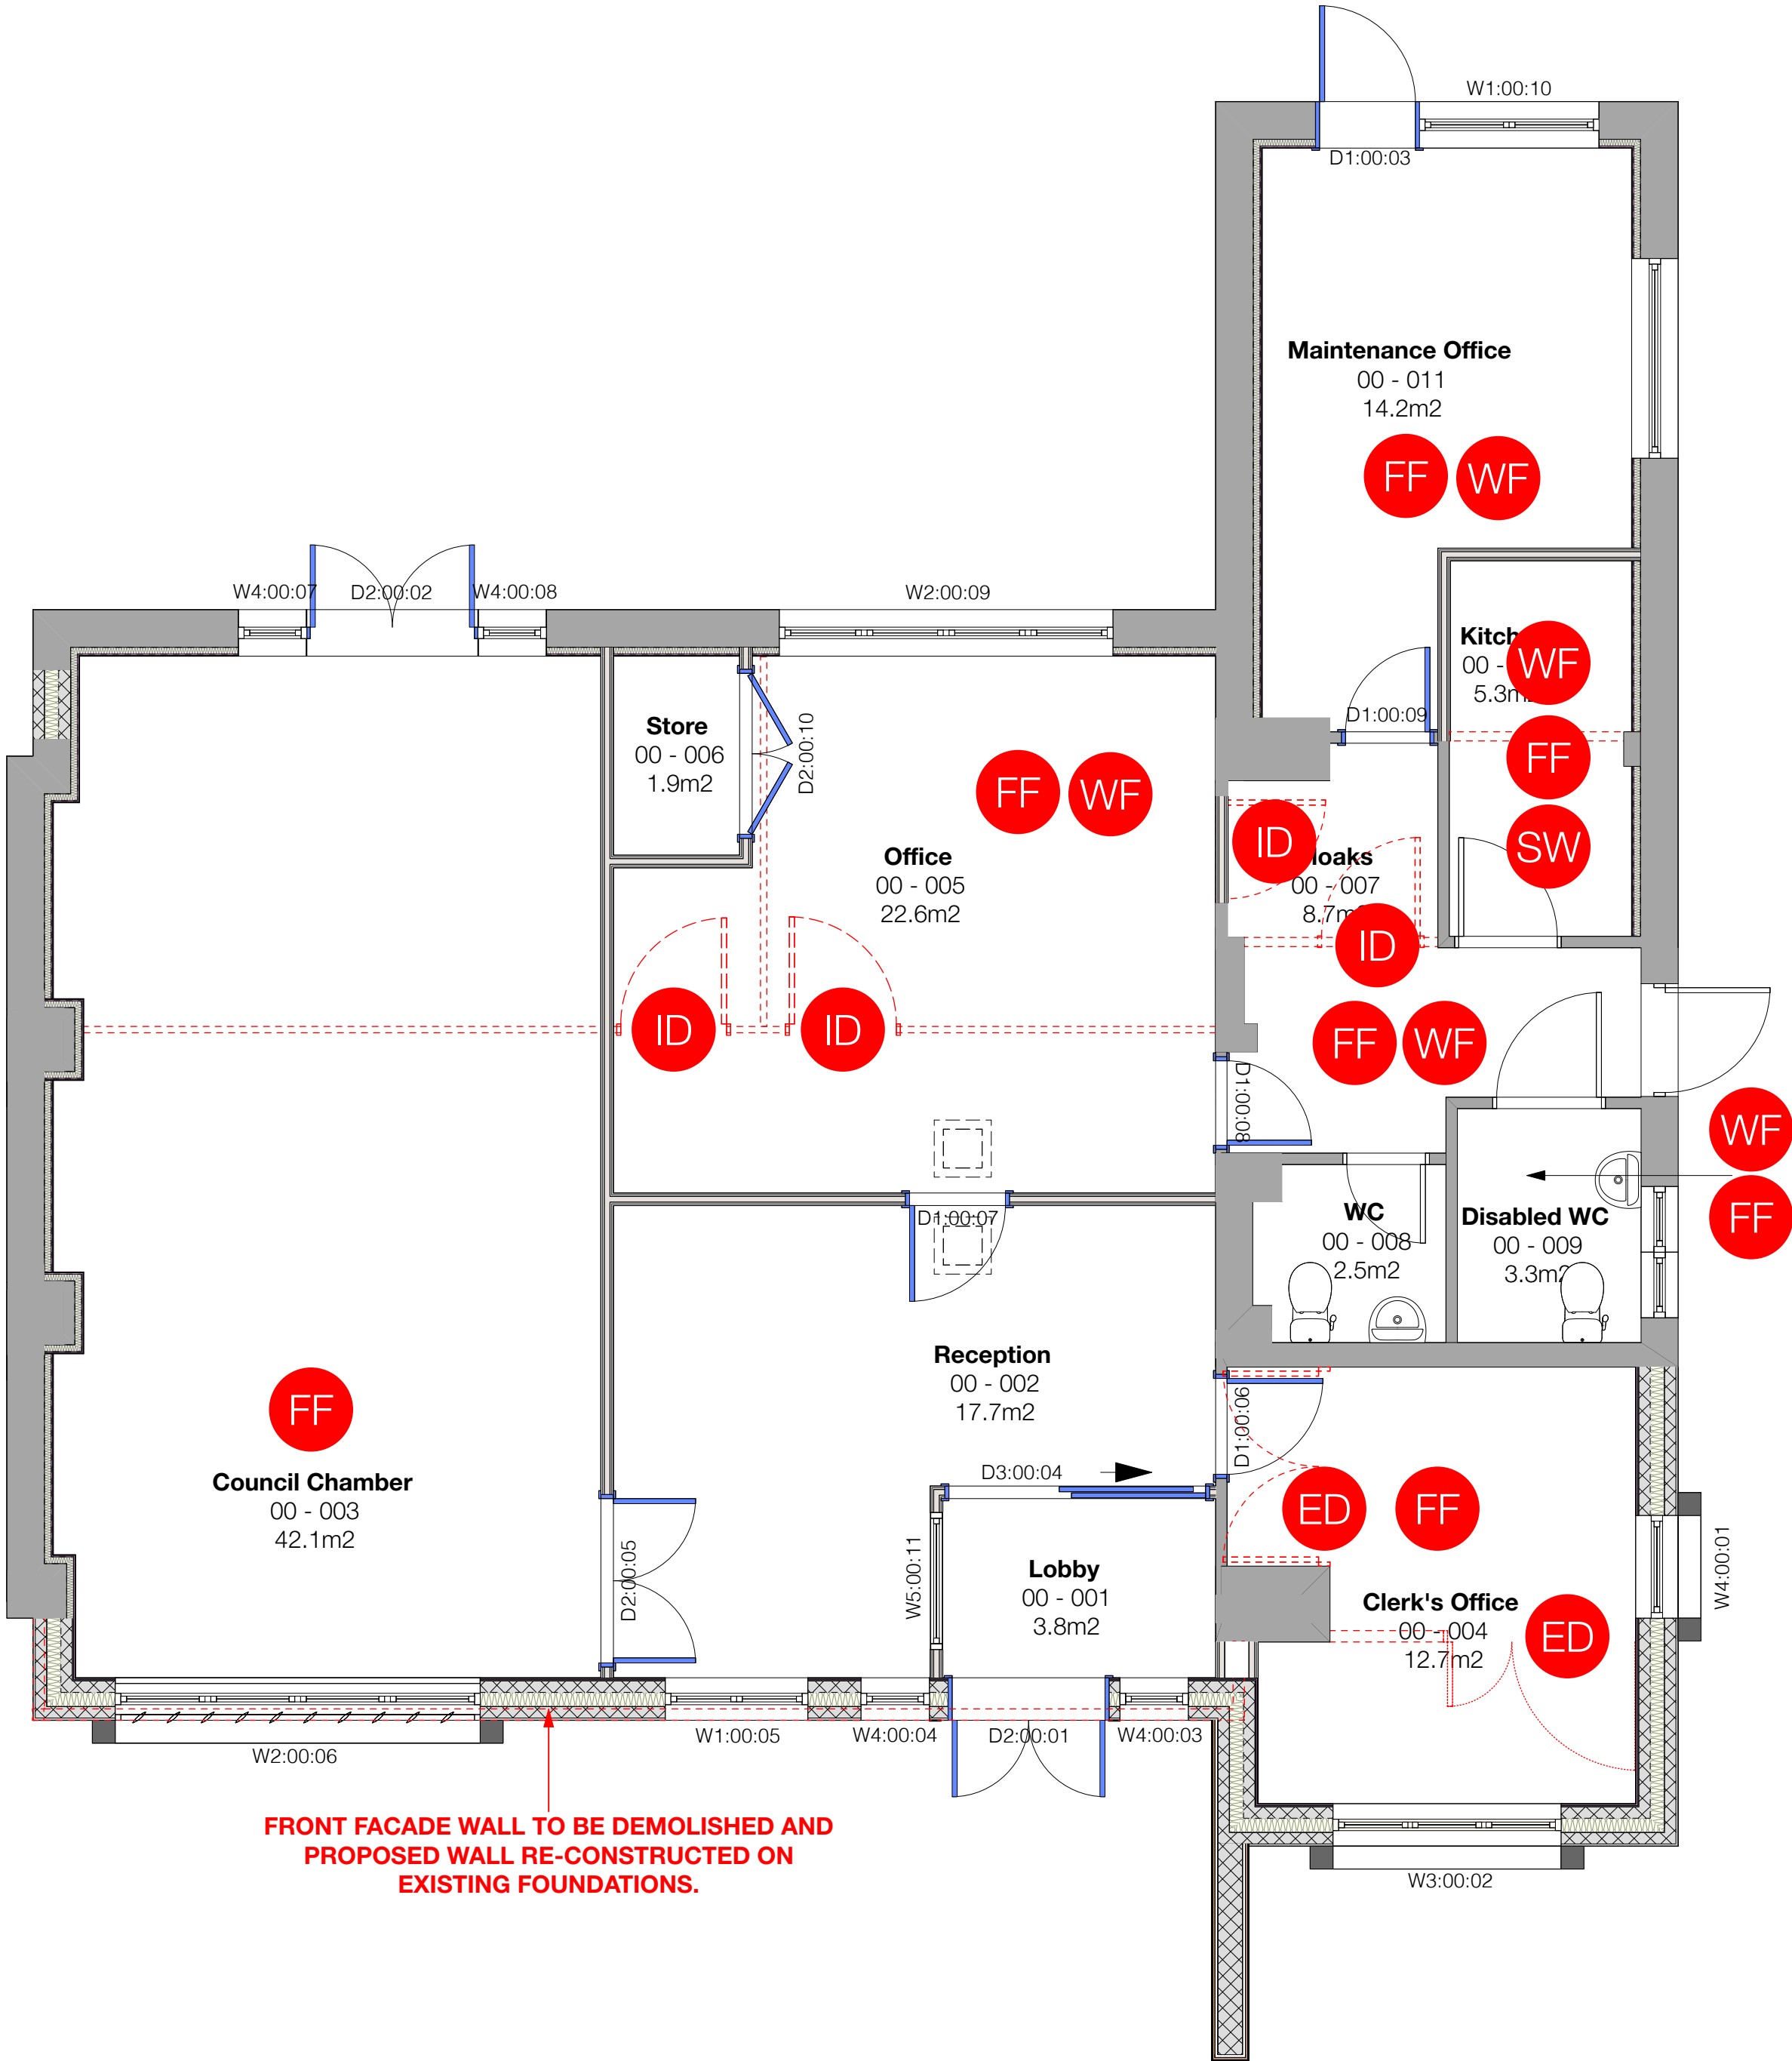 W1:00:10
D1:00:03
Maintenance Office
00 - 011
14.2m2
FF
WF
W4:00:07
D2:00:02
W4:00:08
W2:00:09
00 -
WF
5.3m
Store
00 - 006
1.9m2
D2:00:10
D1:00:09
FF
FF
WF
ID
SW
Office
00 - 005
22.6m2
00 - 007
8.7m
ID
ID
ID
FF
WF
D1:00:08
WF
FF
D1:00:07
WC
00 - 008
2.5m2
Disabled WC
00 - 009
3.3m2
Reception
00 - 002
17.7m2
FF
D1:00:06
Council Chamber
00 - 003
42.1m2
D3:00:04
ED
FF
D2:00:05
W5:00:11
Lobby
00 - 001
3.8m2
Clerk's Office
00 - 004
12.7m2
ED
W4:00:01
W2:00:06
W1:00:05
W4:00:04
D2:00:01
W4:00:03
FRONT FACADE WALL TO BE DEMOLISHED AND
PROPOSED WALL RE-CONSTRUCTED ON
EXISTING FOUNDATIONS.
W3:00:02